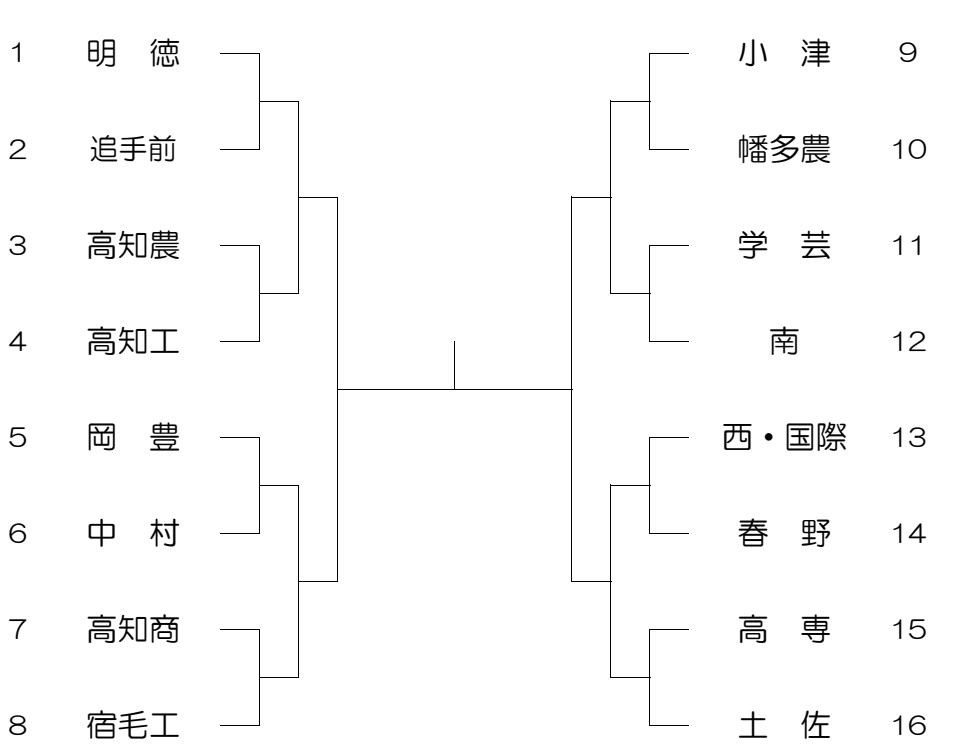 1 明 徳
2 追手前
3 高知農
4 高知工
5 岡 豊
6 中 村
7 高知商
8 宿毛工
小 津 9
幡多農 10
学 芸 11
南 12
西・国際 13
春 野 14
高 専 15
土 佐 16